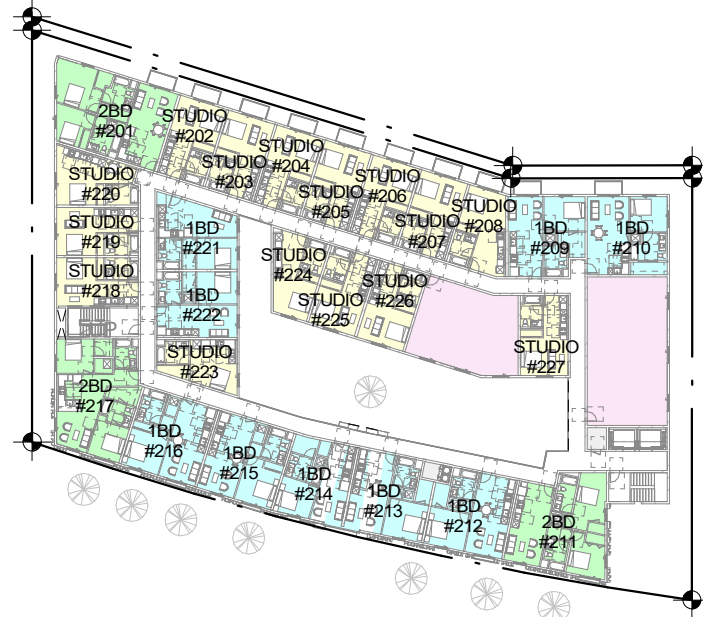 2BD
#201
STUDIO
#202
STUDIO
#203
STUDIO
#204
STUDIO
#205
STUDIO
#206
STUDIO
#207
STUDIO
#208
1BD
#209
1BD
#210
STUDIO
#220
STUDIO
#219
STUDIO
#218
1BD
#221
1BD
#222
STUDIO
#223
STUDIO
#224
STUDIO
#225
STUDIO
#226
STUDIO
#227
2BD
#217
1BD
#216
1BD
#215
1BD
#214
1BD
#213
1BD
#212
2BD
#211